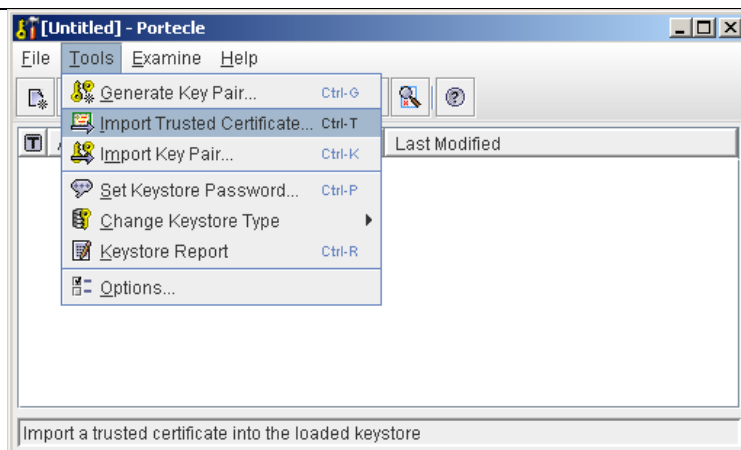 [Untitled] - Portecle
File Tools Examine Help
Generate Key Pair... Ctrl-G
Import Trusted Certificate... Ctrl-T
T Last Modified
Import Key Pair... Ctrl-K
Set Keystore Password... Ctrl-P
Change Keystore Type
Keystore Report Ctrl-R
Options...
Import a trusted certificate into the loaded keystore